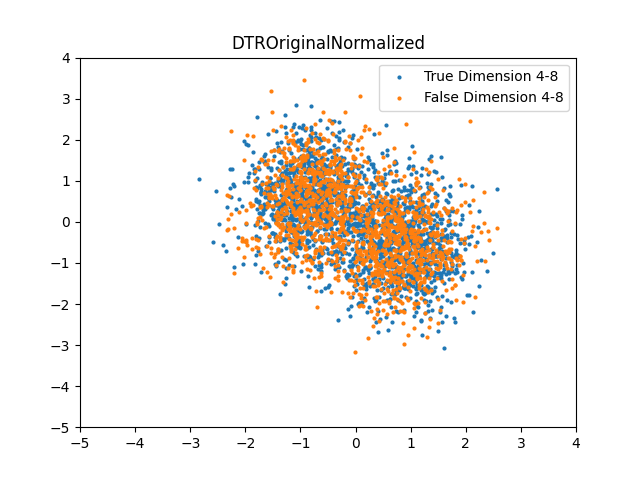 DTROriginalNormalized
True Dimension 4-8
False Dimension 4-8
4
3
2
1
0
−1
−2
−3
−4
−5
−5 −4 −3 −2 −1 0 1 2 3 4